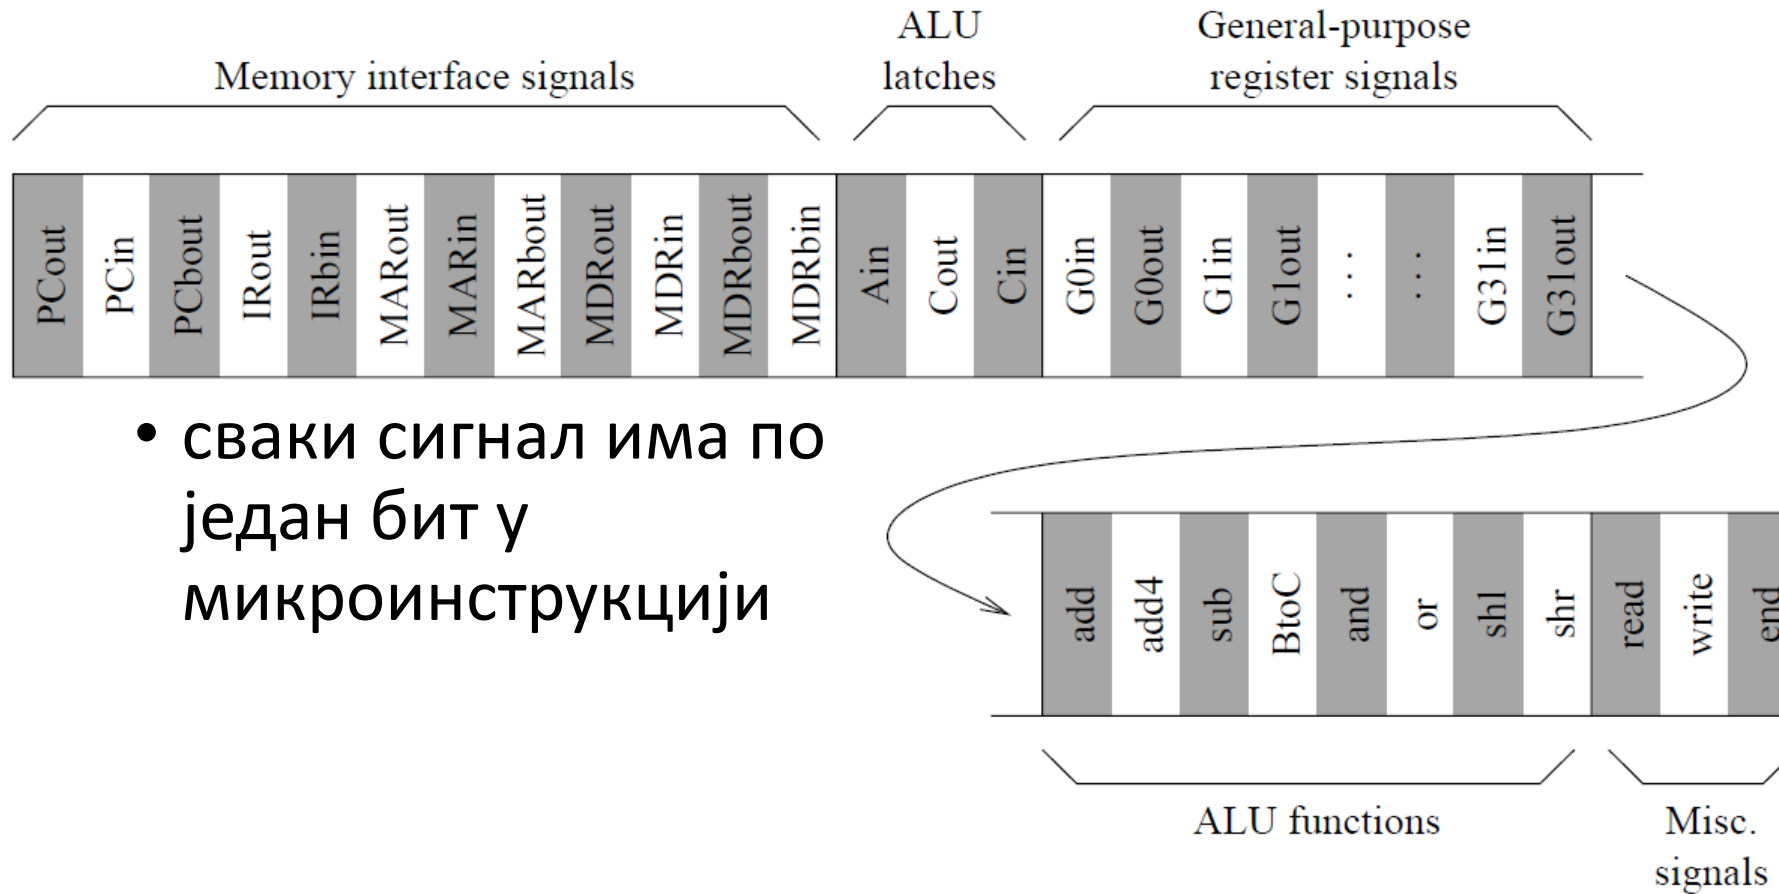 ALU
latches
General-purpose
register signals
Memory interface signals
PCout
PCin
PCbout
IRout
IRbin
MARout
MARin
MARbout
MDRout
MDRin
MDRbout
MDRbin
Ain
Cout
Cin
G0in
G0out
G1in
G1out
...
...
G31in
G31out
• сваки сигнал има по
један бит у
микроинструкцији
add
add4
sub
BtoC
and
or
shl
shr
read
write
end
ALU functions
Misc.
signals